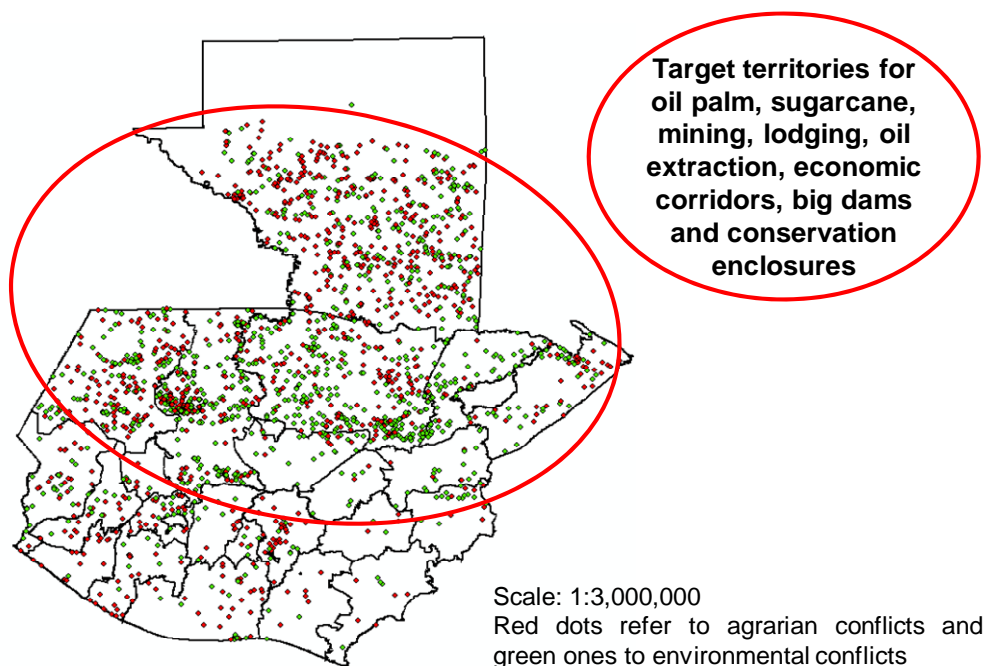 Target territories for
oil palm, sugarcane,
mining, lodging, oil
extraction, economic
corridors, big dams
and conservation
enclosures
Scale: 1:3,000,000
Red dots refer to agrarian conflicts and
green ones to environmental conflicts